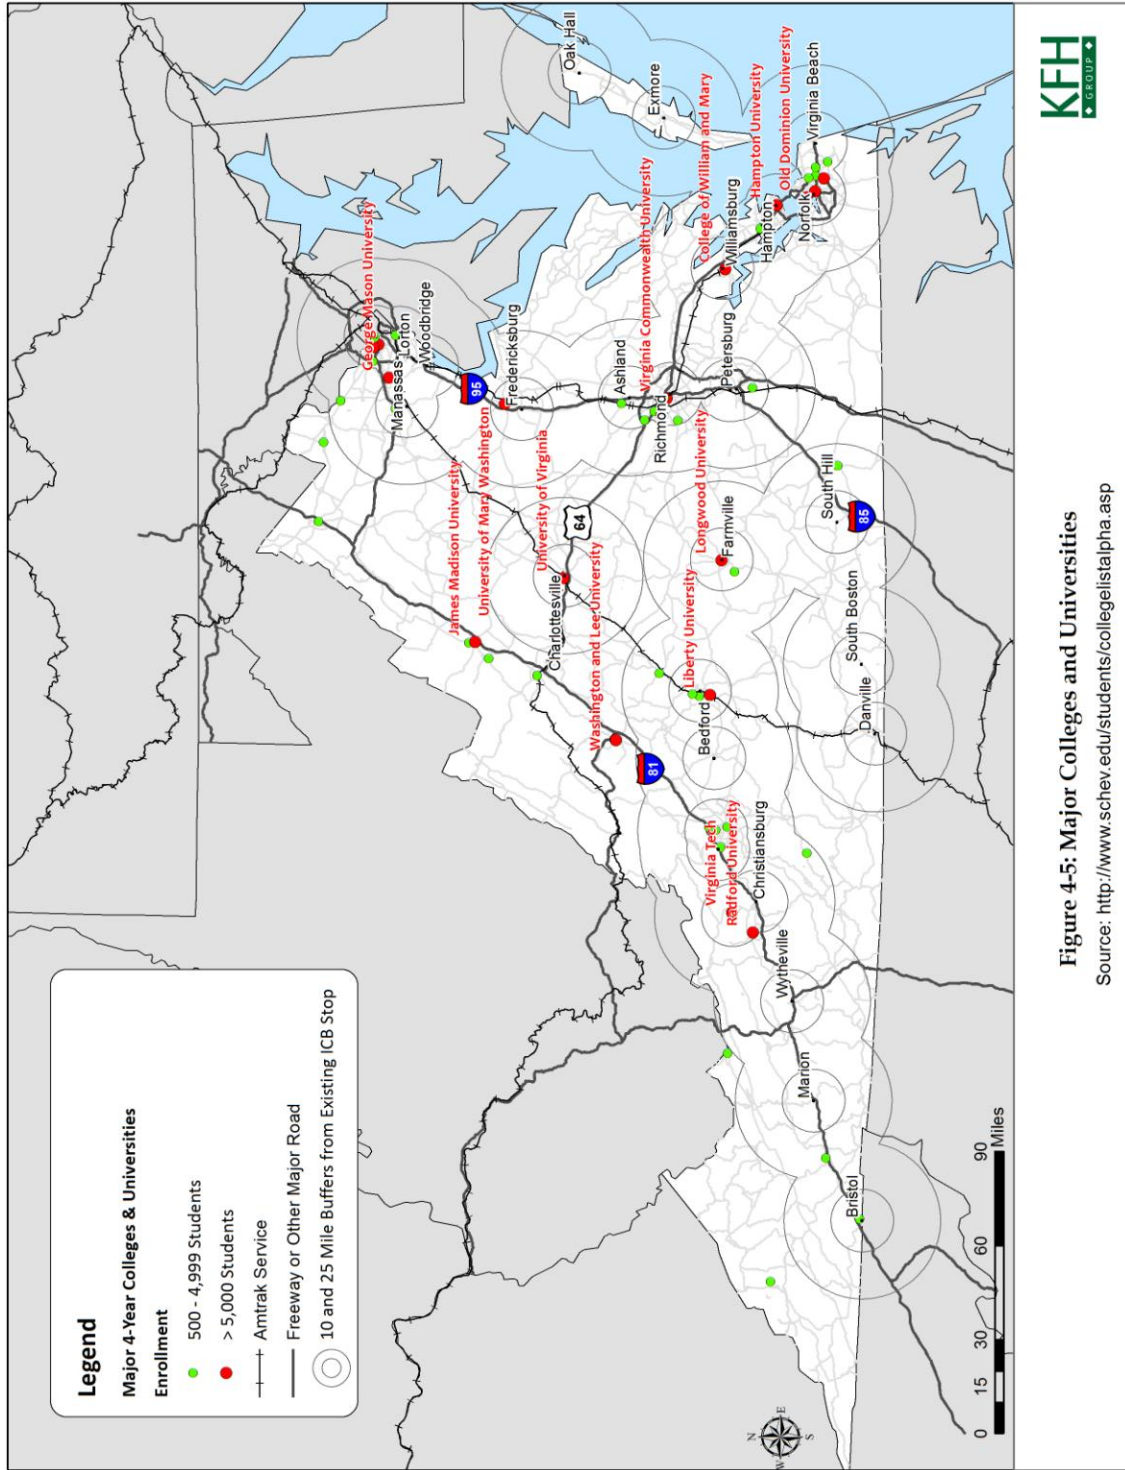 Legend
Major 4-Year Colleges & Universities
Enrollment
500 - 4,999 Students
> 5,000 Students
Amtrak Service
Freeway or Other Major Road
10 and 25 Mile Buffers from Existing ICB Stop
George Mason University
Manassas
Lorton
Woodbridge
95
Fredericksburg
James Madison University
University of Mary Washington
University of Virginia
Charlottesville
64
Washington and Lee University
81
Ashland
Virginia Commonwealth University
Richmond
Petersburg
College of William and Mary
Williamsburg
Hampton University
Hampton
Old Dominion University
Norfolk
Virginia Beach
Oak Hall
Exmore
Longwood University
Farmville
Liberty University
Bedford
Virginia Tech
Radford University
Christiansburg
Wytheville
Marion
Bristol
South Hill
85
South Boston
Danville
N
E
S
W
0 15 30 60 90
Miles
KFH
GROUP
Figure 4-5: Major Colleges and Universities
Source: http://www.schev.edu/students/collegelistalpha.asp